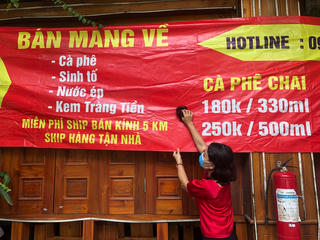 BÁN MANG VỀ
HOTLINE : 09
- Cà phê
- Sinh tố
- Nước ép
- Kem Tràng Tiền
CÀ PHÊ CHAI
180k / 330ml
250k / 500ml
MIỄN PHÍ SHIP BÁN KÍNH 5 KM
SHIP HÀNG TẬN NHÀ